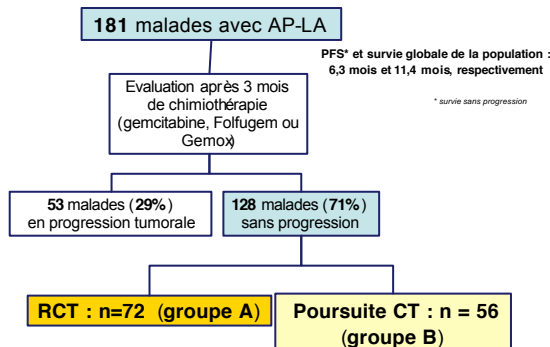 181 malades avec AP-LA
PFS* et survie globale de la population :
6,3 mois et 11,4 mois, respectivement
* survie sans progression
Evaluation après 3 mois
de chimiothérapie
(gemcitabine, Folfugem ou
Gemox)
53 malades (29%)
en progression tumorale
128 malades (71%)
sans progression
RCT : n=72 (groupe A)
Poursuite CT : n = 56
(groupe B)